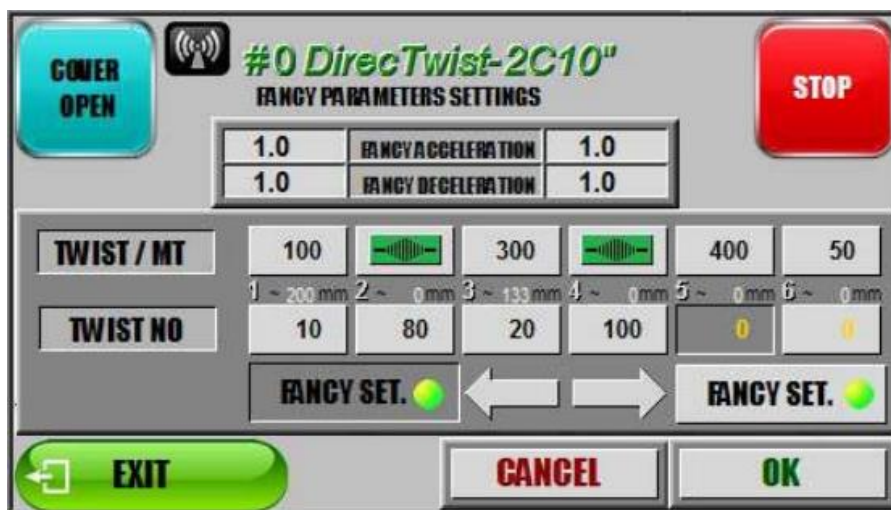 COVER
OPEN
#0 DirecTwist-2C10"
FANCY PARAMETERS SETTINGS
STOP
1.0 FANCY ACCELERATION 1.0
1.0 FANCY DECELERATION 1.0
TWIST / MT 100 300 400 50
1 ~ 200 mm 2 ~ 0 mm 3 ~ 133 mm 4 ~ 0 mm 5 ~ 0 mm 6 ~ 0 mm
TWIST NO 10 80 20 100 0 0
FANCY SET. FANCY SET.
EXIT CANCEL OK